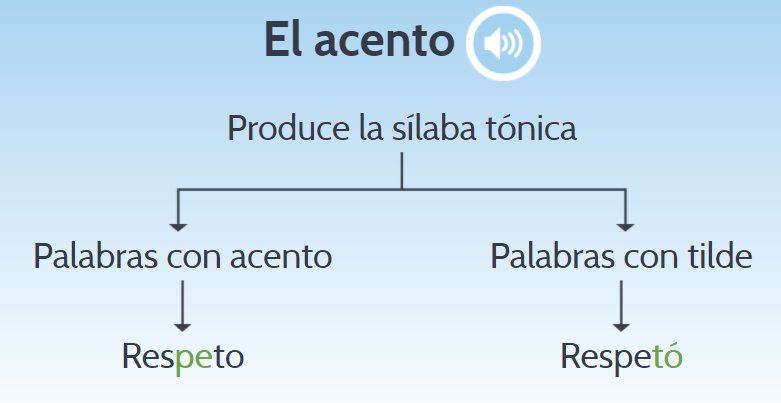 El acento
Produce la sílaba tónica
Palabras con acento
Palabras con tilde
Respeto
Respetó